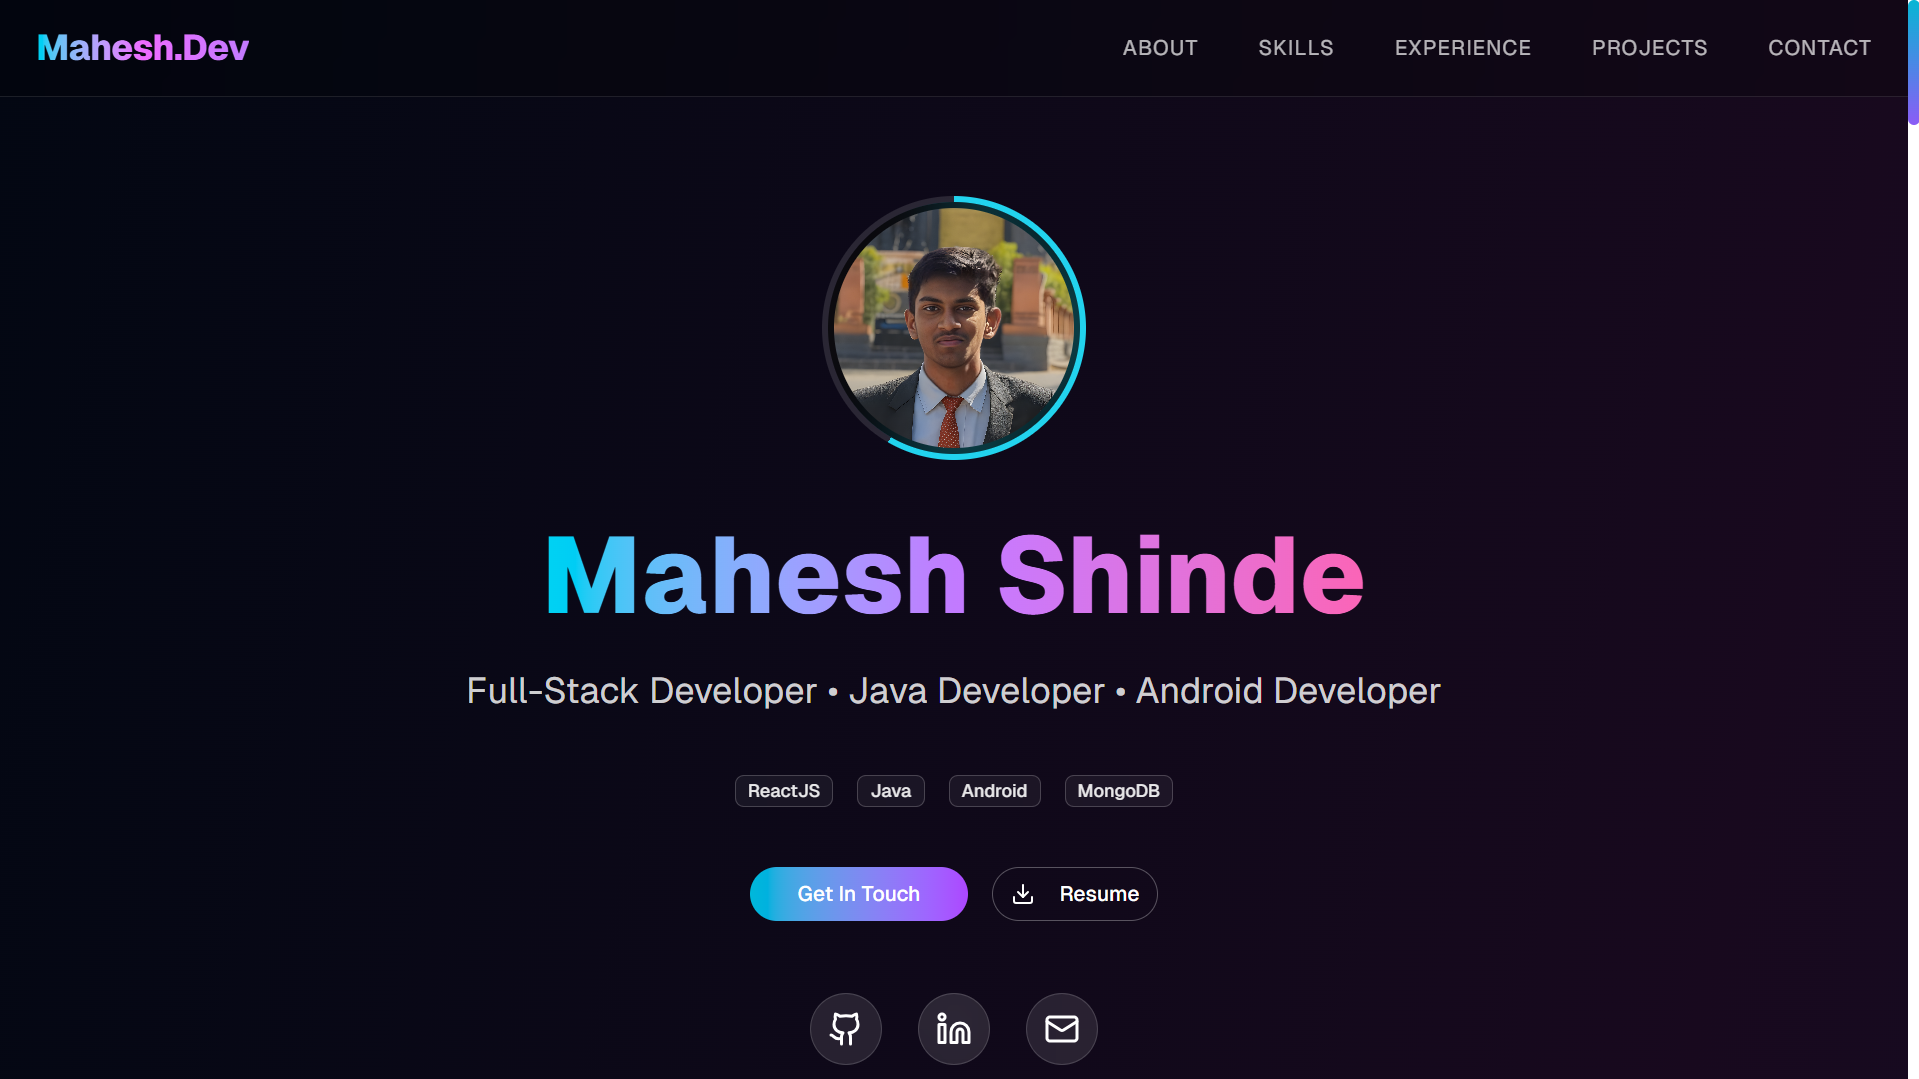 Mahesh.Dev
ABOUT SKILLS EXPERIENCE PROJECTS CONTACT
Mahesh Shinde
Full-Stack Developer • Java Developer • Android Developer
ReactJS Java Android MongoDB
Get In Touch Resume